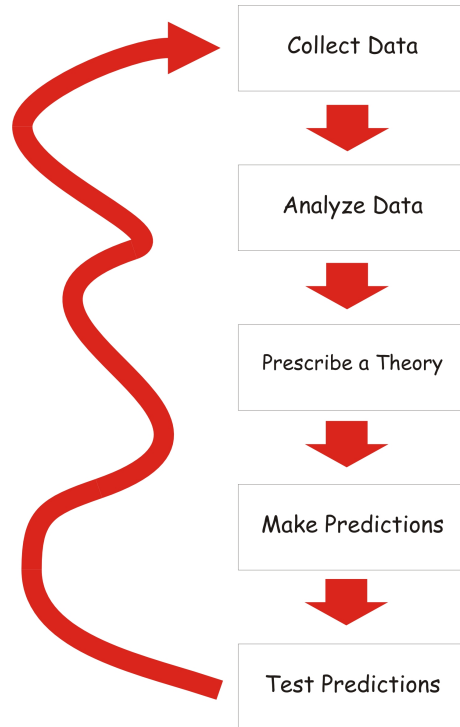 Collect Data
Analyze Data
Prescribe a Theory
Make Predictions
Test Predictions